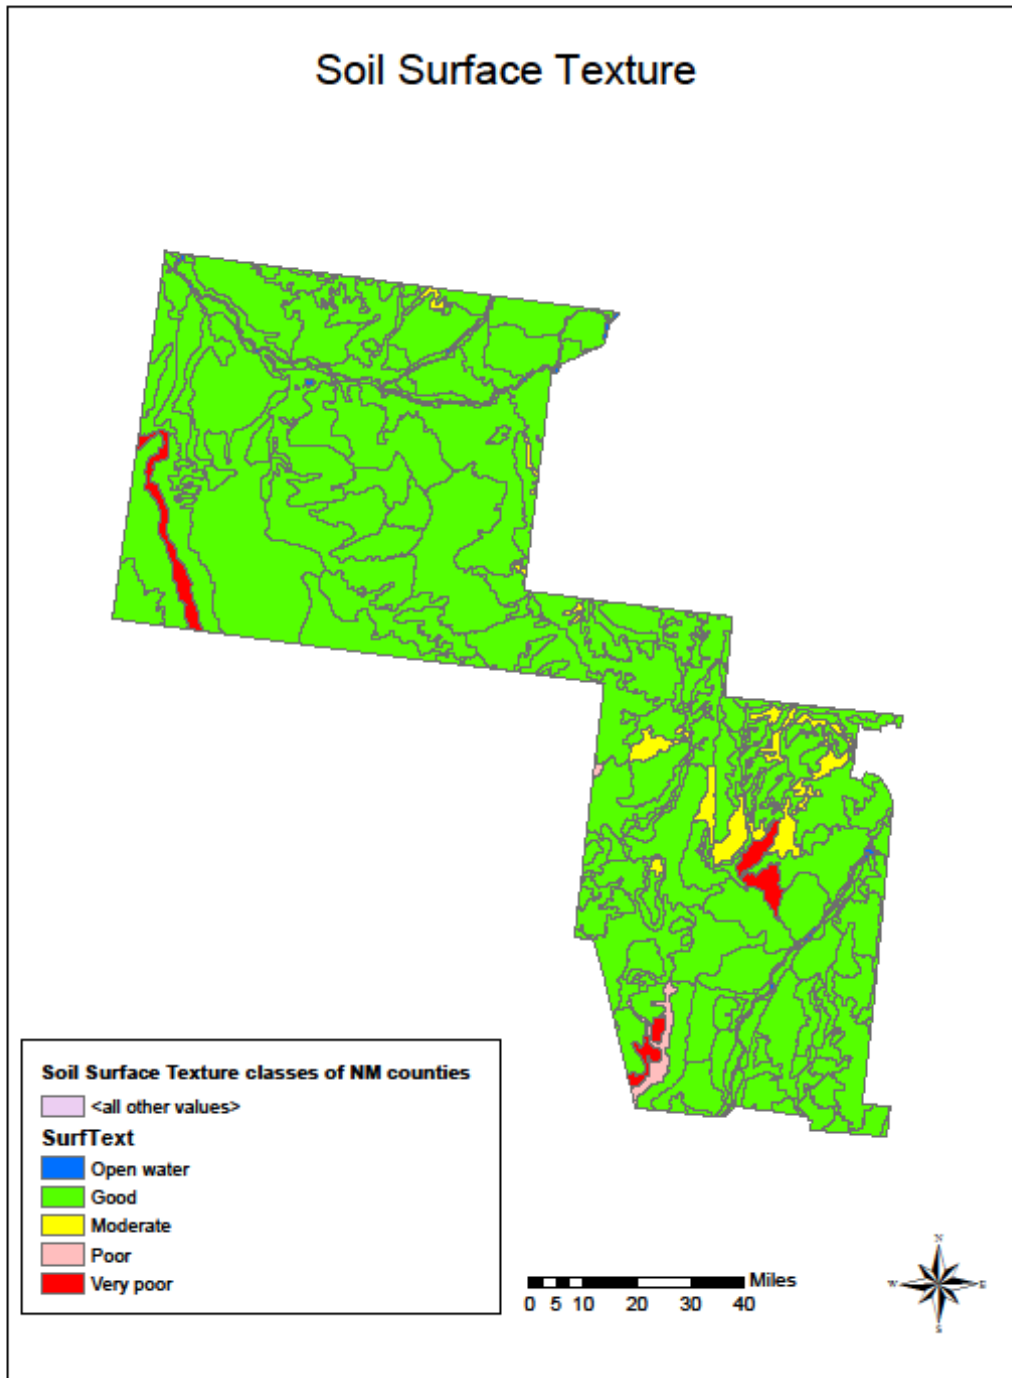 Soil Surface Texture
Soil Surface Texture classes of NM counties
<all other values>
SurfText
Open water
Good
Moderate
Poor
Very poor
Miles
0 5 10 20 30 40
N
W E
S